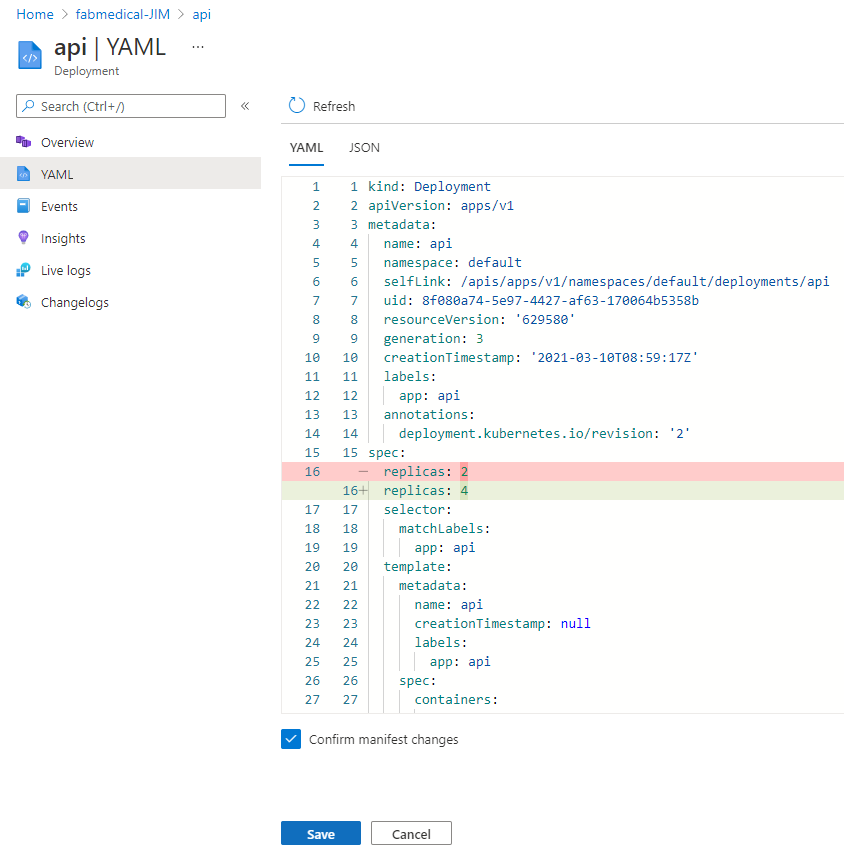 Home > fabmedical-JIM > api
api | YAML ...
Deployment
Search (Ctrl+/)
«
Refresh
Overview
YAML
Events
Insights
Live logs
Changelogs
YAML JSON
1 1 kind: Deployment
2 2 apiVersion: apps/v1
3 3 metadata:
4 4 name: api
5 5 namespace: default
6 6 selfLink: /apis/apps/v1/namespaces/default/deployments/api
7 7 uid: 8f080a74-5e97-4427-af63-170064b5358b
8 8 resourceVersion: '629580'
9 9 generation: 3
10 10 creationTimestamp: '2021-03-10T08:59:17Z'
11 11 labels:
12 12 app: api
13 13 annotations:
14 14 deployment.kubernetes.io/revision: '2'
15 15 spec:
16 — replicas: 2
16+ replicas: 4
17 17 selector:
18 18 matchLabels:
19 19 app: api
20 20 template:
21 21 metadata:
22 22 name: api
23 23 creationTimestamp: null
24 24 labels:
25 25 app: api
26 26 spec:
27 27 containers:
Confirm manifest changes
Save Cancel